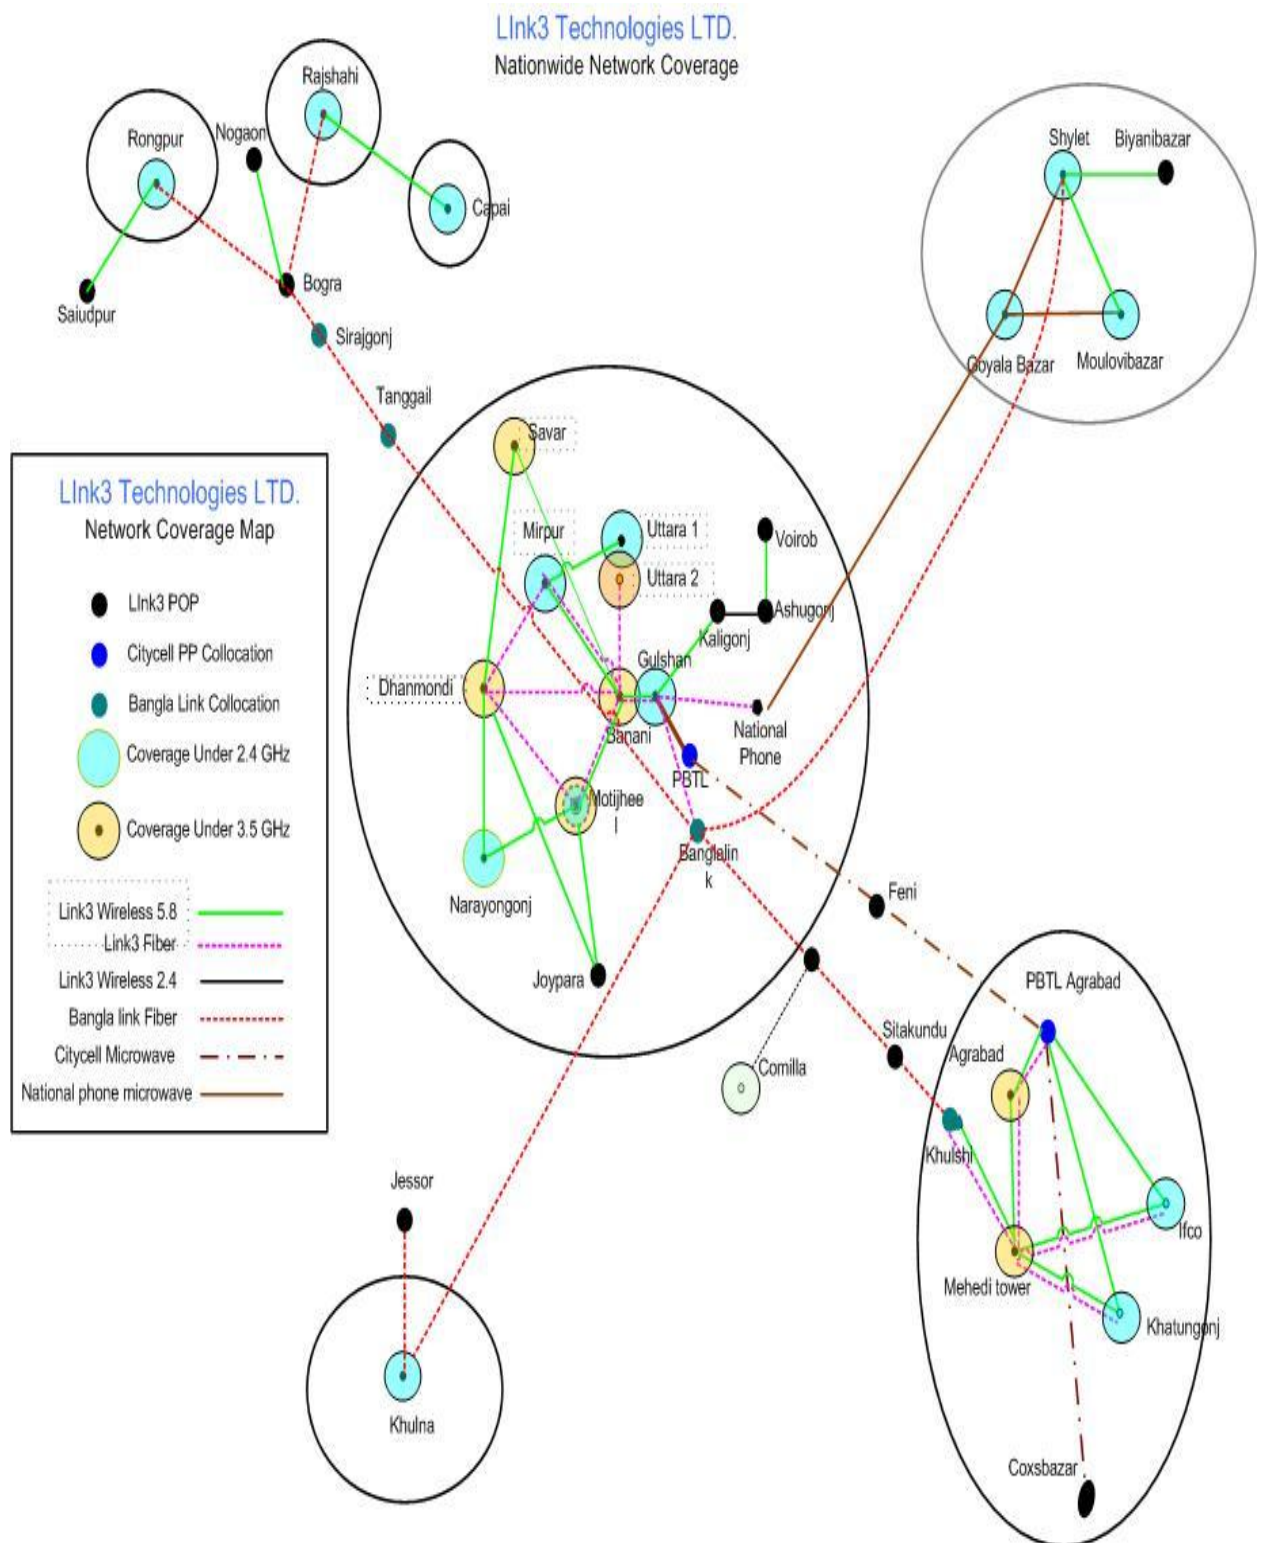 LInk3 Technologies LTD.
Nationwide Network Coverage
Rajshahi
Rongpur
Nogaon
Capai
Saiudpur
Bogra
Sirajgonj
Tanggail
Shylet
Biyanibazar
Goyala Bazar
Moulovibazar
LInk3 Technologies LTD.
Network Coverage Map
LInk3 POP
Citycell PP Collocation
Bangla Link Collocation
Coverage Under 2.4 GHz
Coverage Under 3.5 GHz
Link3 Wireless 5.8
Link3 Fiber
Link3 Wireless 2.4
Bangla link Fiber
Citycell Microwave
National phone microwave
Savar
Mirpur
Uttara 1
Uttara 2
Voirob
Ashugonj
Kaligonj
Gulshan
Dhanmondi
Banani
National
Phone
PBTL
Motijhee
l
Banglalin
k
Narayongonj
Joypara
Feni
Comilla
Sitakundu
PBTL Agrabad
Agrabad
Khulshi
Ifco
Mehedi tower
Khatungonj
Coxsbazar
Jessor
Khulna